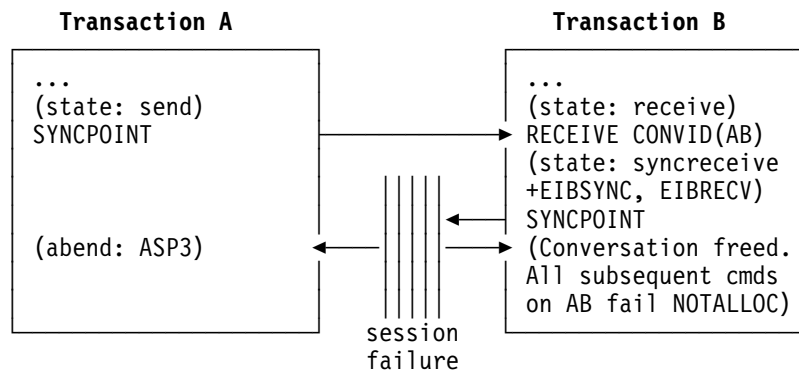 Transaction A
...
(state: send)
SYNCPOINT
(abend: ASP3)
Transaction B
...
(state: receive)
RECEIVE CONVID(AB)
(state: syncreceive
+EIBSYNC, EIBRECV)
SYNCPOINT
(Conversation freed.
All subsequent cmds
on AB fail NOTALLOC)
session
failure